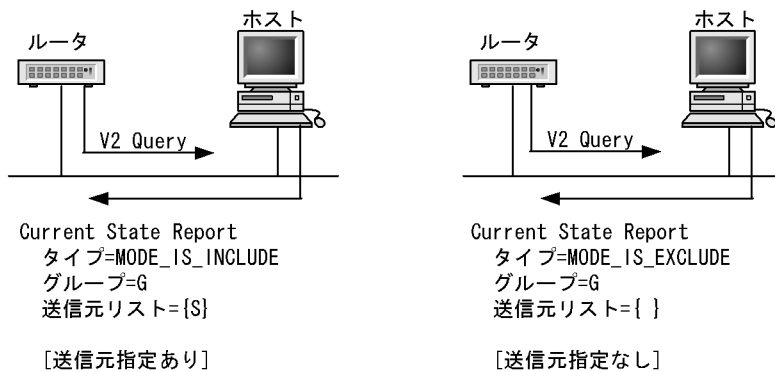 ルータ
ホスト
V2 Query
Current State Report
タイプ=MODE_IS_INCLUDE
グループ=G
送信元リスト={S}
[送信元指定あり]
ルータ
ホスト
V2 Query
Current State Report
タイプ=MODE_IS_EXCLUDE
グループ=G
送信元リスト={ }
[送信元指定なし]